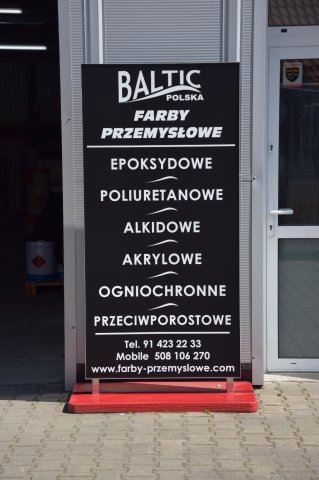 BALTIC
POLSKA
FARBY
PRZEMYSŁOWE
EPOKSYDOWE
POLIURETANOWE
ALKIDOWE
AKRYLOWE
OGNIOCHRONNE
PRZECIWPOROSTOWE
Tel. 91 423 22 33
Mobile 508 106 270
www.farby-przemyslowe.com